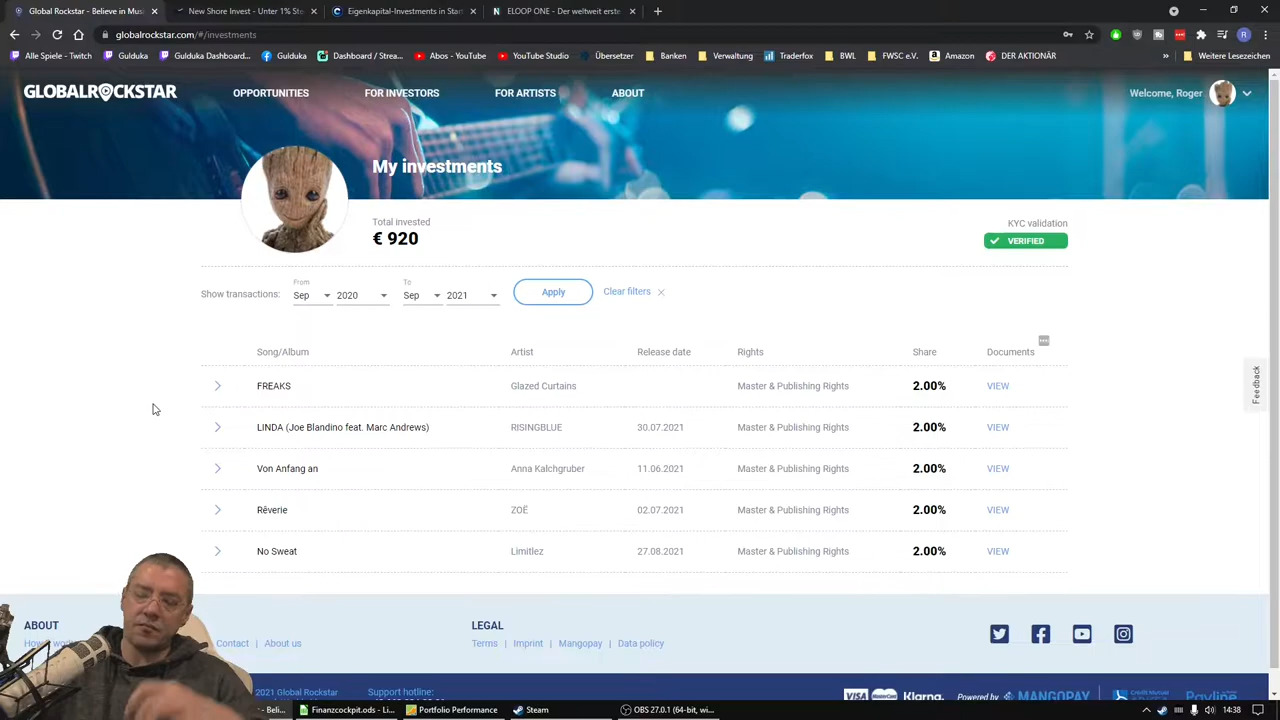 Global Rockstar - Believe in Mus
New Shore Invest - Unter 1% Ste
Eigenkapital-Investments in Star
ELOOP ONE - Der weltweit erste
globalrockstar.com/#/investments
Alle Spiele - Twitch
Gulduka
Gulduka Dashboard...
Gulduka
Dashboard / Strea...
Abos - YouTube
YouTube Studio
Übersetzer
Banken
Verwaltung
Traderfox
BWL
FWSC e.V.
Amazon
DER AKTIONÄR
Weitere Lesezeichen
GLOBALROCKSTAR
OPPORTUNITIES
FOR INVESTORS
FOR ARTISTS
ABOUT
Welcome, Roger
My investments
Total invested
€ 920
KYC validation
VERIFIED
Show transactions:
From
Sep 2020
To
Sep 2021
Apply
Clear filters
Song/Album Artist Release date Rights Share Documents
FREAKS Glazed Curtains Master & Publishing Rights 2.00% VIEW
LINDA (Joe Blandino feat. Marc Andrews) RISINGBLUE 30.07.2021 Master & Publishing Rights 2.00% VIEW
Von Anfang an Anna Kalchgruber 11.06.2021 Master & Publishing Rights 2.00% VIEW
Rêverie ZOË 02.07.2021 Master & Publishing Rights 2.00% VIEW
No Sweat Limitlez 27.08.2021 Master & Publishing Rights 2.00% VIEW
Feedback
ABOUT
Contact | About us
LEGAL
Terms | Imprint | Mangopay | Data policy
2021 Global Rockstar
Support hotline:
VISA
Klarna.
Powered by MANGOPAY
Crédit Mutuel
Payline
Finanzcockpit.ods - Li...
Portfolio Performance
Steam
OBS 27.0.1 (64-bit, wi...
14:38